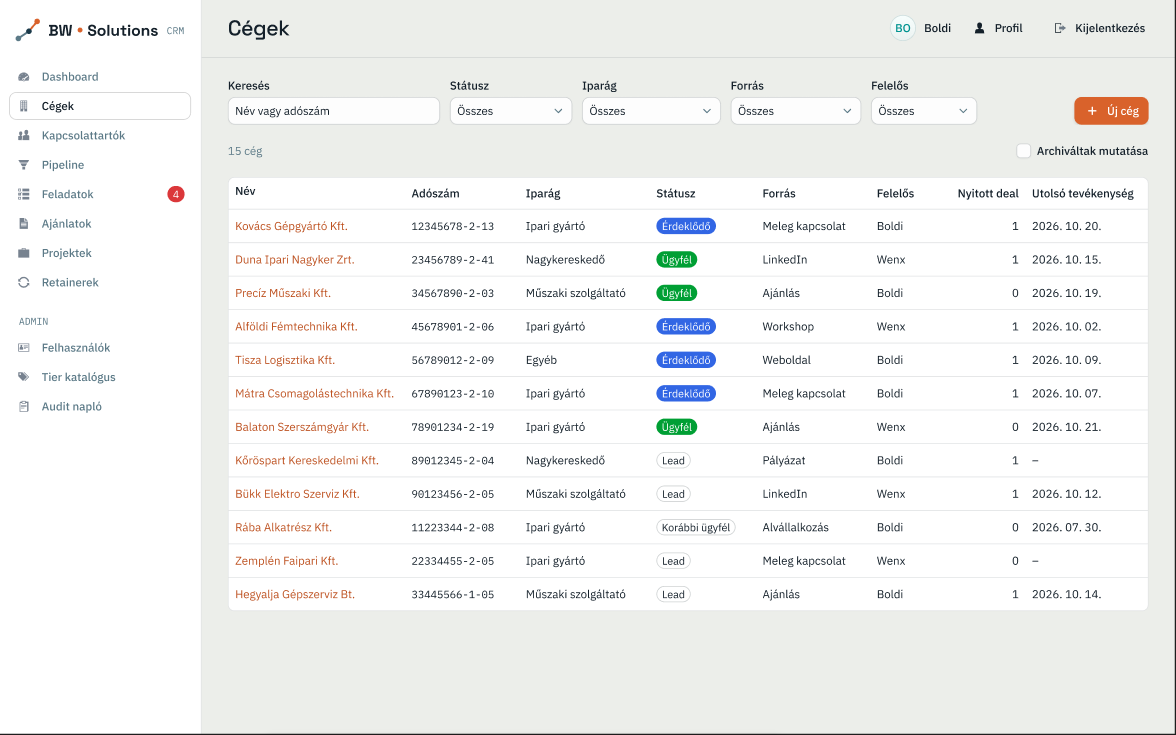 BW • Solutions CRM
Dashboard
Cégek
Kapcsolattartók
Pipeline
Feladatok 4
Ajánlatok
Projektek
Retainerek
ADMIN
Felhasználók
Tier katalógus
Audit napló
Cégek
BO Boldi Profil Kijelentkezés
Keresés Státusz Iparág Forrás Felelős
Név vagy adószám Összes Összes Összes Összes + Új cég
15 cég Archiváltak mutatása
Név Adószám Iparág Státusz Forrás Felelős Nyitott deal Utolsó tevékenység
Kovács Gépgyártó Kft. 12345678-2-13 Ipari gyártó Érdeklődő Meleg kapcsolat Boldi 1 2026. 10. 20.
Duna Ipari Nagyker Zrt. 23456789-2-41 Nagykereskedő Ügyfél LinkedIn Wenx 1 2026. 10. 15.
Precíz Műszaki Kft. 34567890-2-03 Műszaki szolgáltató Ügyfél Ajánlás Boldi 0 2026. 10. 19.
Alföldi Fémtechnika Kft. 45678901-2-06 Ipari gyártó Érdeklődő Workshop Wenx 1 2026. 10. 02.
Tisza Logisztika Kft. 56789012-2-09 Egyéb Érdeklődő Weboldal Boldi 1 2026. 10. 09.
Mátra Csomagolástechnika Kft. 67890123-2-10 Ipari gyártó Érdeklődő Meleg kapcsolat Boldi 1 2026. 10. 07.
Balaton Szerszámgyár Kft. 78901234-2-19 Ipari gyártó Ügyfél Ajánlás Wenx 0 2026. 10. 21.
Kőröspart Kereskedelmi Kft. 89012345-2-04 Nagykereskedő Lead Pályázat Boldi 1 –
Bükk Elektro Szerviz Kft. 90123456-2-05 Műszaki szolgáltató Lead LinkedIn Wenx 1 2026. 10. 12.
Rába Alkatrész Kft. 11223344-2-08 Ipari gyártó Korábbi ügyfél Alvállalkozás Boldi 0 2026. 07. 30.
Zemplén Faipari Kft. 22334455-2-05 Ipari gyártó Lead Meleg kapcsolat Wenx 0 –
Hegyalja Gépszerviz Bt. 33445566-1-05 Műszaki szolgáltató Lead Ajánlás Boldi 1 2026. 10. 14.